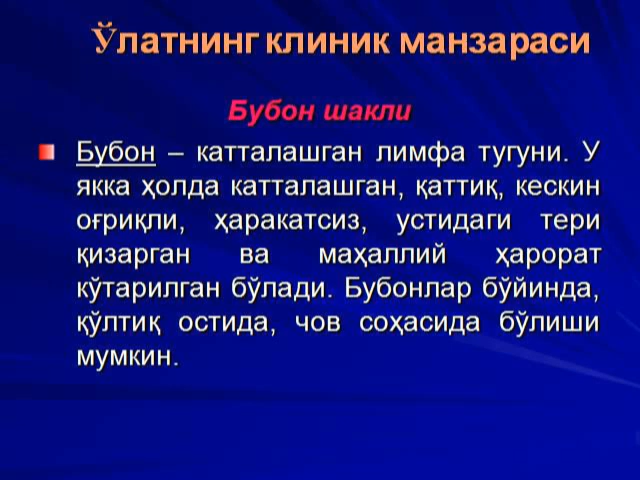 Ўлатнинг клиник манзараси
Бубон шакли
Бубон – катталашган лимфа тугуни. У
якка ҳолда катталашган, қаттиқ, кескин
оғриқли, ҳаракатсиз, устидаги тери
қизарган ва маҳаллий ҳарорат
кўтарилган бўлади. Бубонлар бўйинда,
қўлтиқ остида, чов соҳасида бўлиши
мумкин.